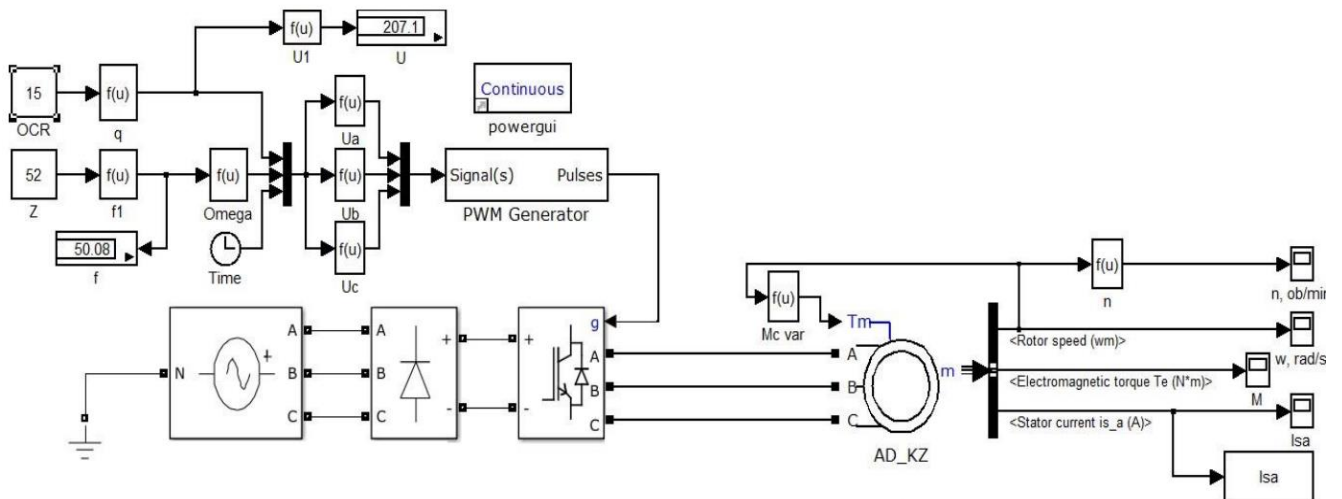 f(u)
207.1
U1
U
15
f(u)
OCR
q
f(u)
Ua
Continuous
powergui
52
f(u)
f(u)
f(u)
Signal(s) Pulses
Z
f1
Omega
Ub
PWM Generator
50.08
f
Time
f(u)
Uc
f(u)
n
n, ob/min
f(u)
Mc var
Tm
<Rotor speed (wm)>
w, rad/s
N
A
B
C
A
B
C
+
-
+
-
g
A
B
C
A
B
C
m
<Electromagnetic torque Te (N*m)>
M
<Stator current is_a (A)>
Isa
AD_KZ
Isa